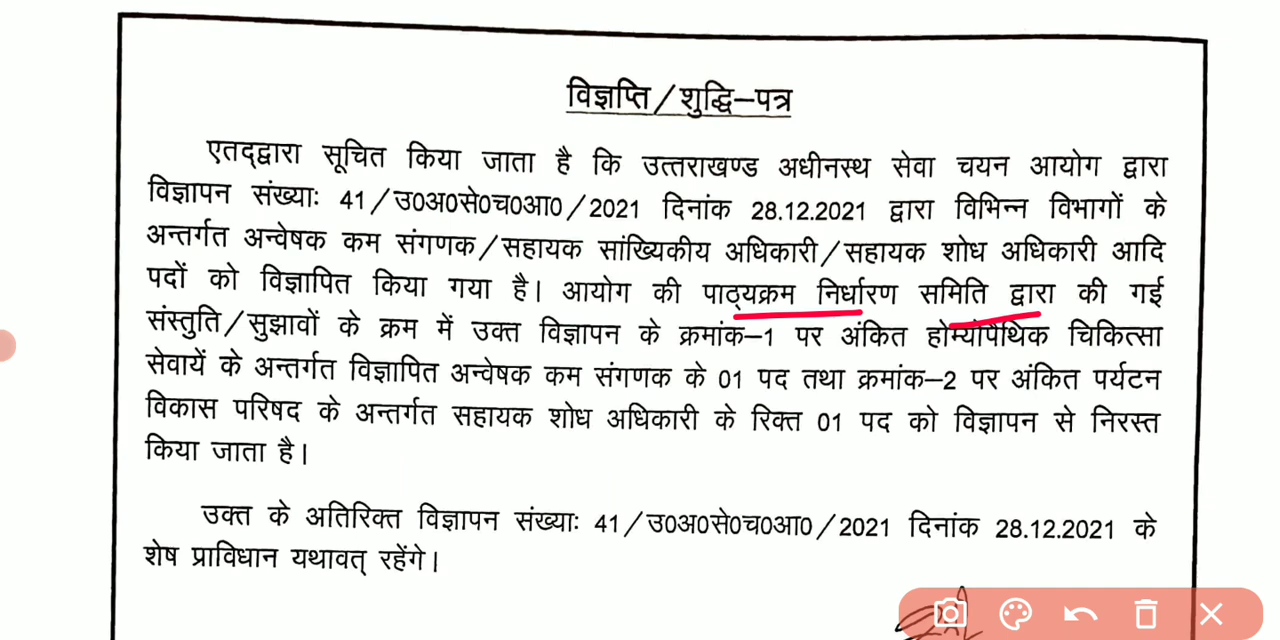 विज्ञप्ति/शुद्धि–पत्र
एतद्द्वारा सूचित किया जाता है कि उत्तराखण्ड अधीनस्थ सेवा चयन आयोग द्वारा
विज्ञापन संख्याः 41/उ0अ0से0च0आ0/2021 दिनांक 28.12.2021 द्वारा विभिन्न विभागों के
अन्तर्गत अन्वेषक कम संगणक/सहायक सांख्यिकीय अधिकारी/सहायक शोध अधिकारी आदि
पदों को विज्ञापित किया गया है। आयोग की पाठ्यक्रम निर्धारण समिति द्वारा की गई
संस्तुति/सुझावों के क्रम में उक्त विज्ञापन के क्रमांक–1 पर अंकित होम्योपैथिक चिकित्सा
सेवायें के अन्तर्गत विज्ञापित अन्वेषक कम संगणक के 01 पद तथा क्रमांक–2 पर अंकित पर्यटन
विकास परिषद के अन्तर्गत सहायक शोध अधिकारी के रिक्त 01 पद को विज्ञापन से निरस्त
किया जाता है।
उक्त के अतिरिक्त विज्ञापन संख्याः 41/उ0अ0से0च0आ0/2021 दिनांक 28.12.2021 के
शेष प्राविधान यथावत् रहेंगे।